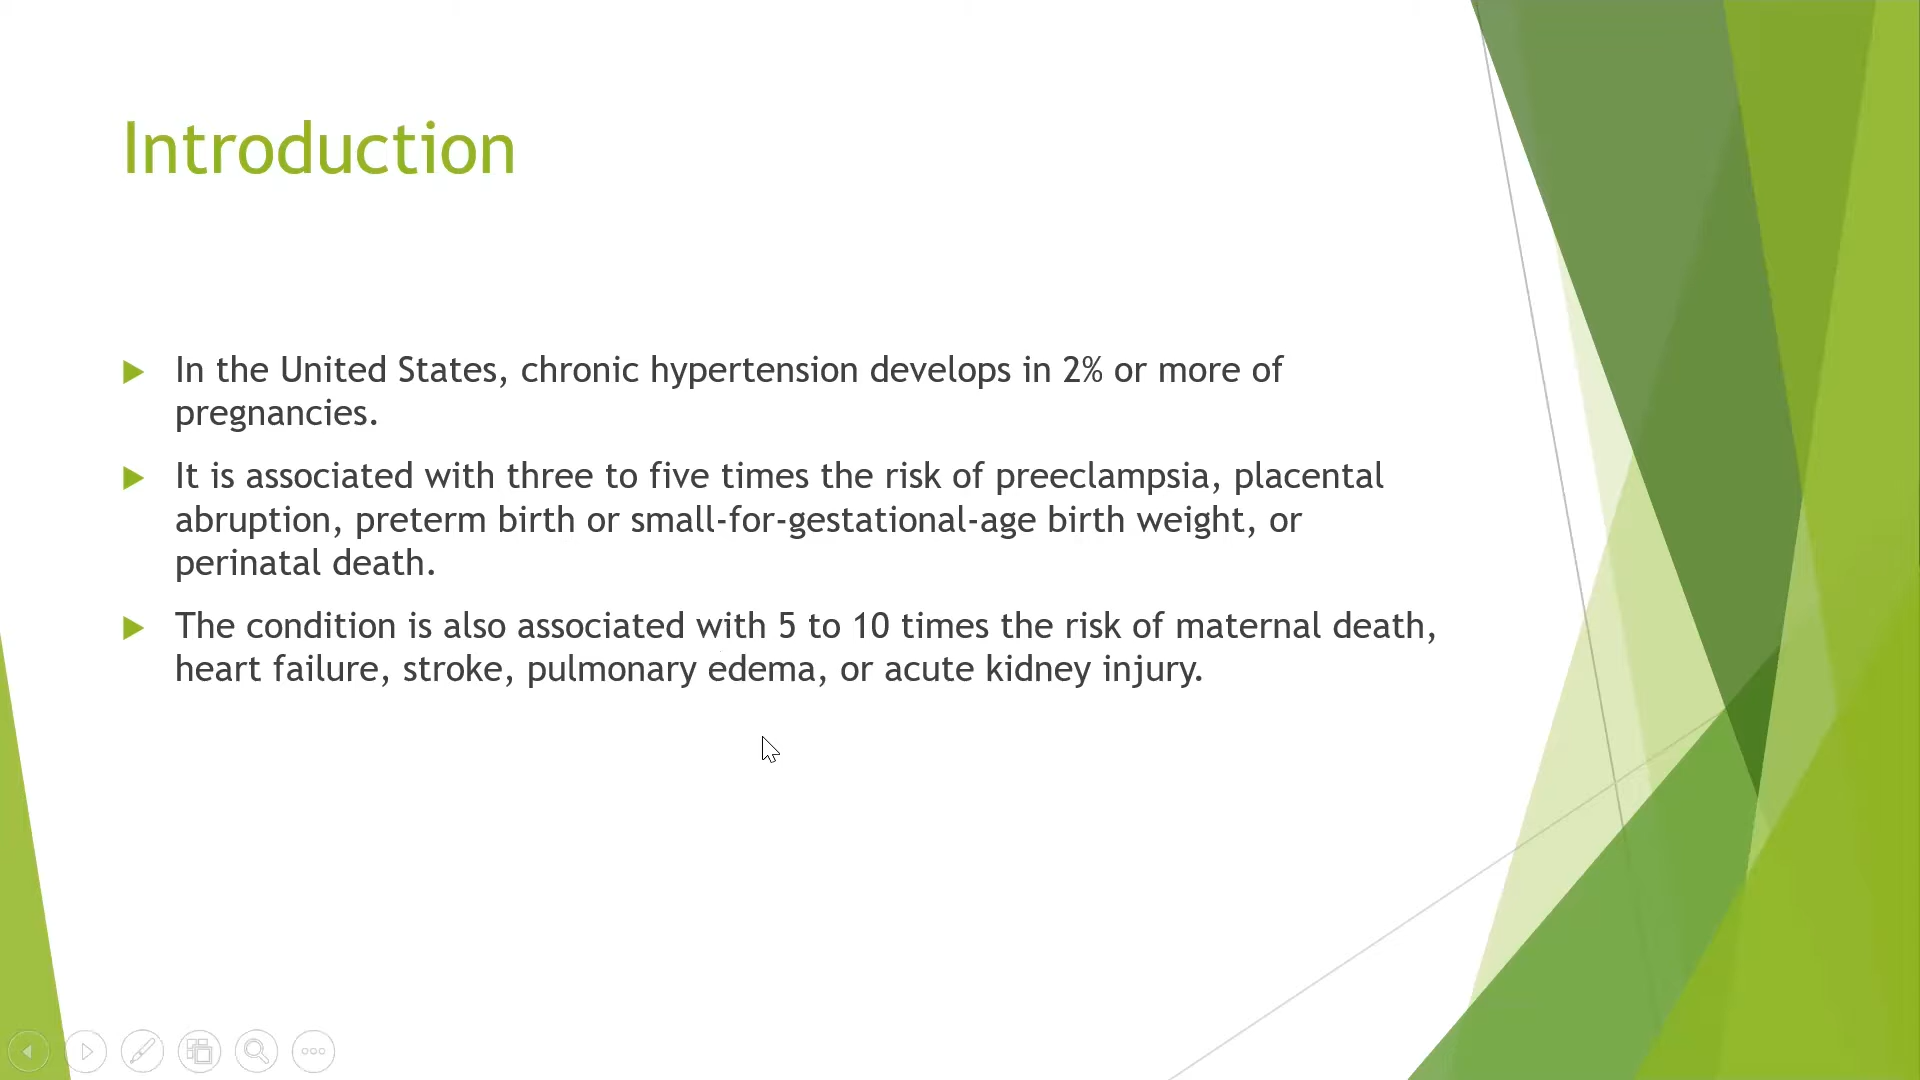 Introduction
In the United States, chronic hypertension develops in 2% or more of
pregnancies.
It is associated with three to five times the risk of preeclampsia, placental
abruption, preterm birth or small-for-gestational-age birth weight, or
perinatal death.
The condition is also associated with 5 to 10 times the risk of maternal death,
heart failure, stroke, pulmonary edema, or acute kidney injury.